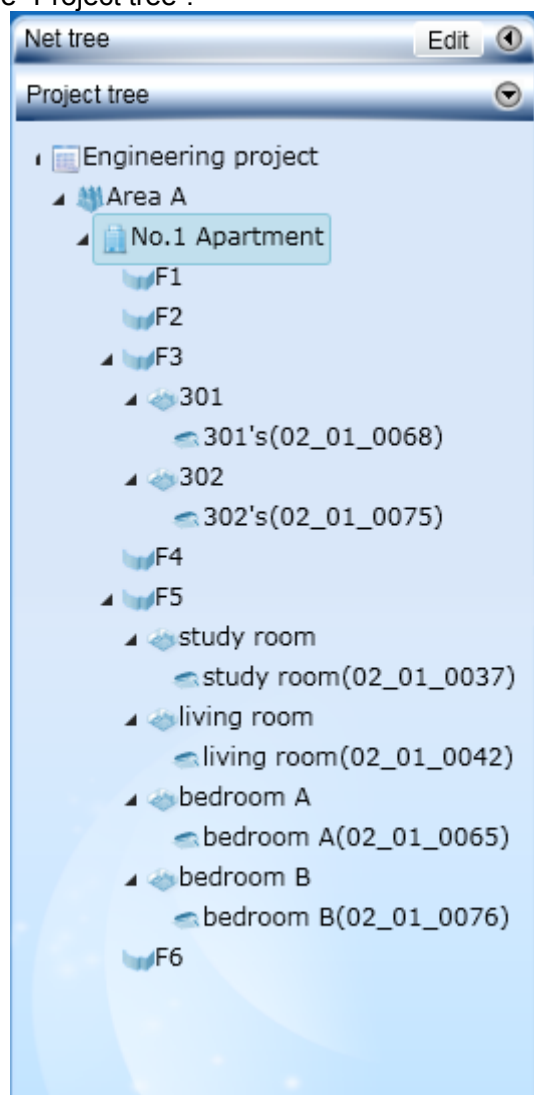 e "Project tree".
Net tree Edit
Project tree
Engineering project
Area A
No.1 Apartment
F1
F2
F3
301
301's(02_01_0068)
302
302's(02_01_0075)
F4
F5
study room
study room(02_01_0037)
living room
living room(02_01_0042)
bedroom A
bedroom A(02_01_0065)
bedroom B
bedroom B(02_01_0076)
F6